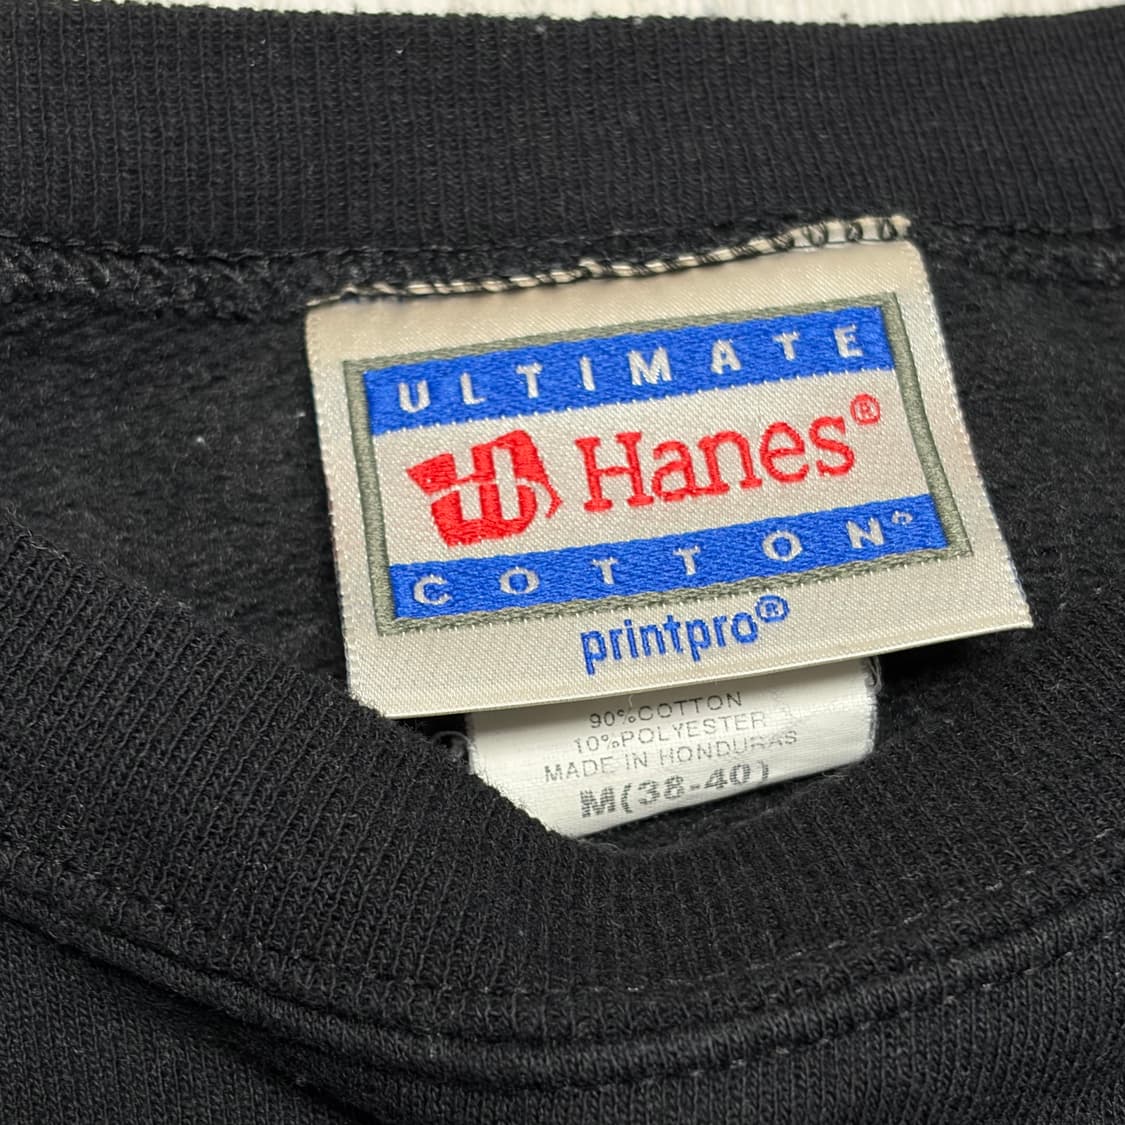 ULTIMATE
Hanes®
COTTON®
printpro®
90%COTTON
10%POLYESTER
MADE IN HONDURAS
M(38-40)